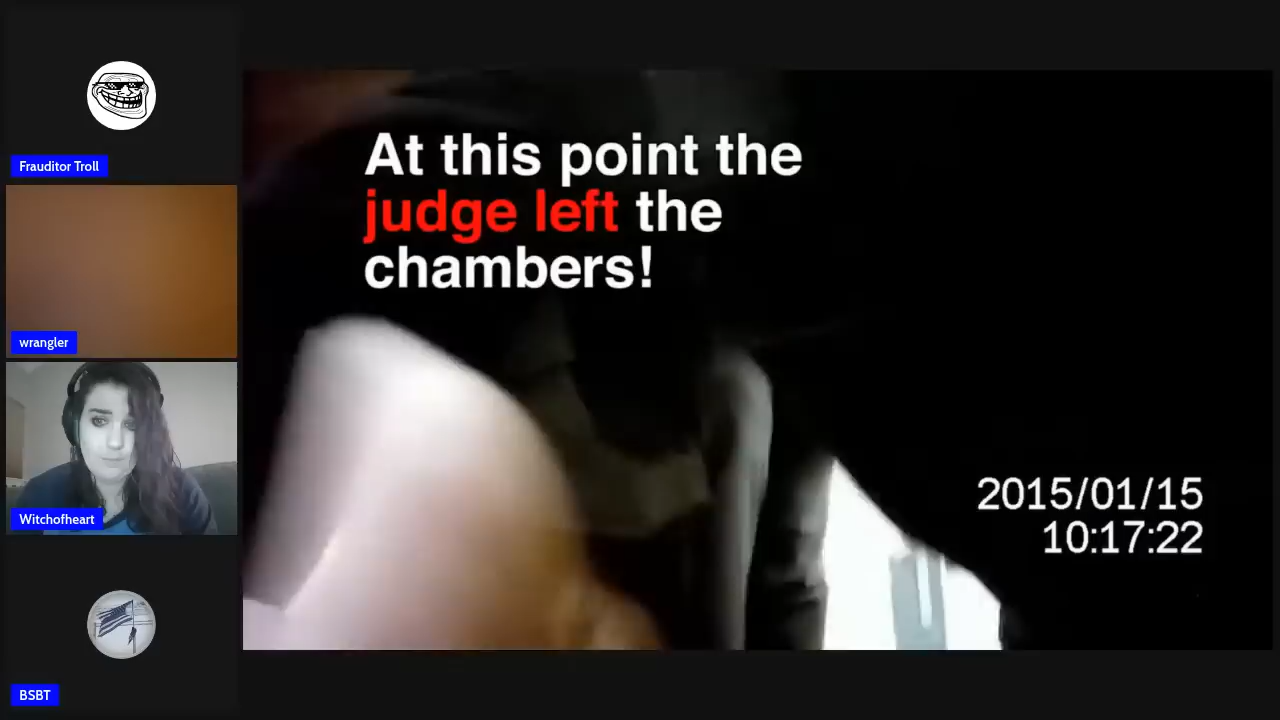 Frauditor Troll
wrangler
Witchofheart
BSBT
At this point the
judge left the
chambers!
2015/01/15
10:17:22